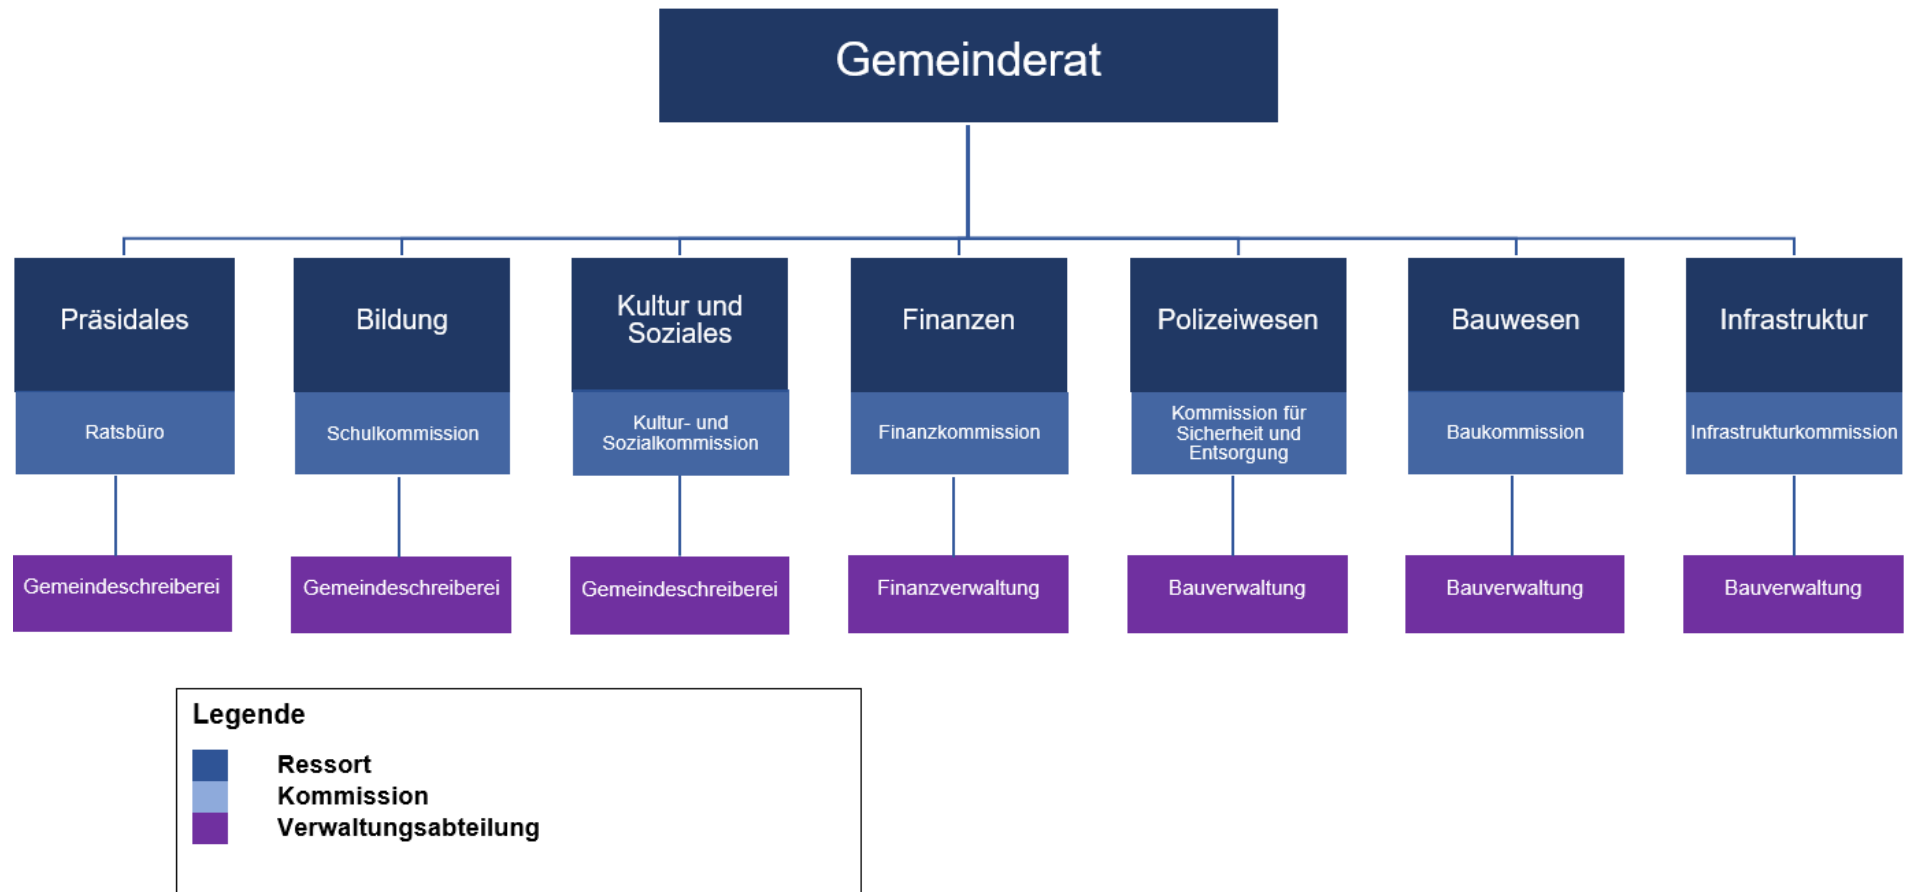 Gemeinderat
Präsidales
Bildung
Kultur und
Soziales
Finanzen
Polizeiwesen
Bauwesen
Infrastruktur
Ratsbüro
Schulkommission
Kultur- und
Sozialkommission
Finanzkommission
Kommission für
Sicherheit und
Entsorgung
Baukommission
Infrastrukturkommission
Gemeindeschreiberei
Gemeindeschreiberei
Gemeindeschreiberei
Finanzverwaltung
Bauverwaltung
Bauverwaltung
Bauverwaltung
Legende
Ressort
Kommission
Verwaltungsabteilung